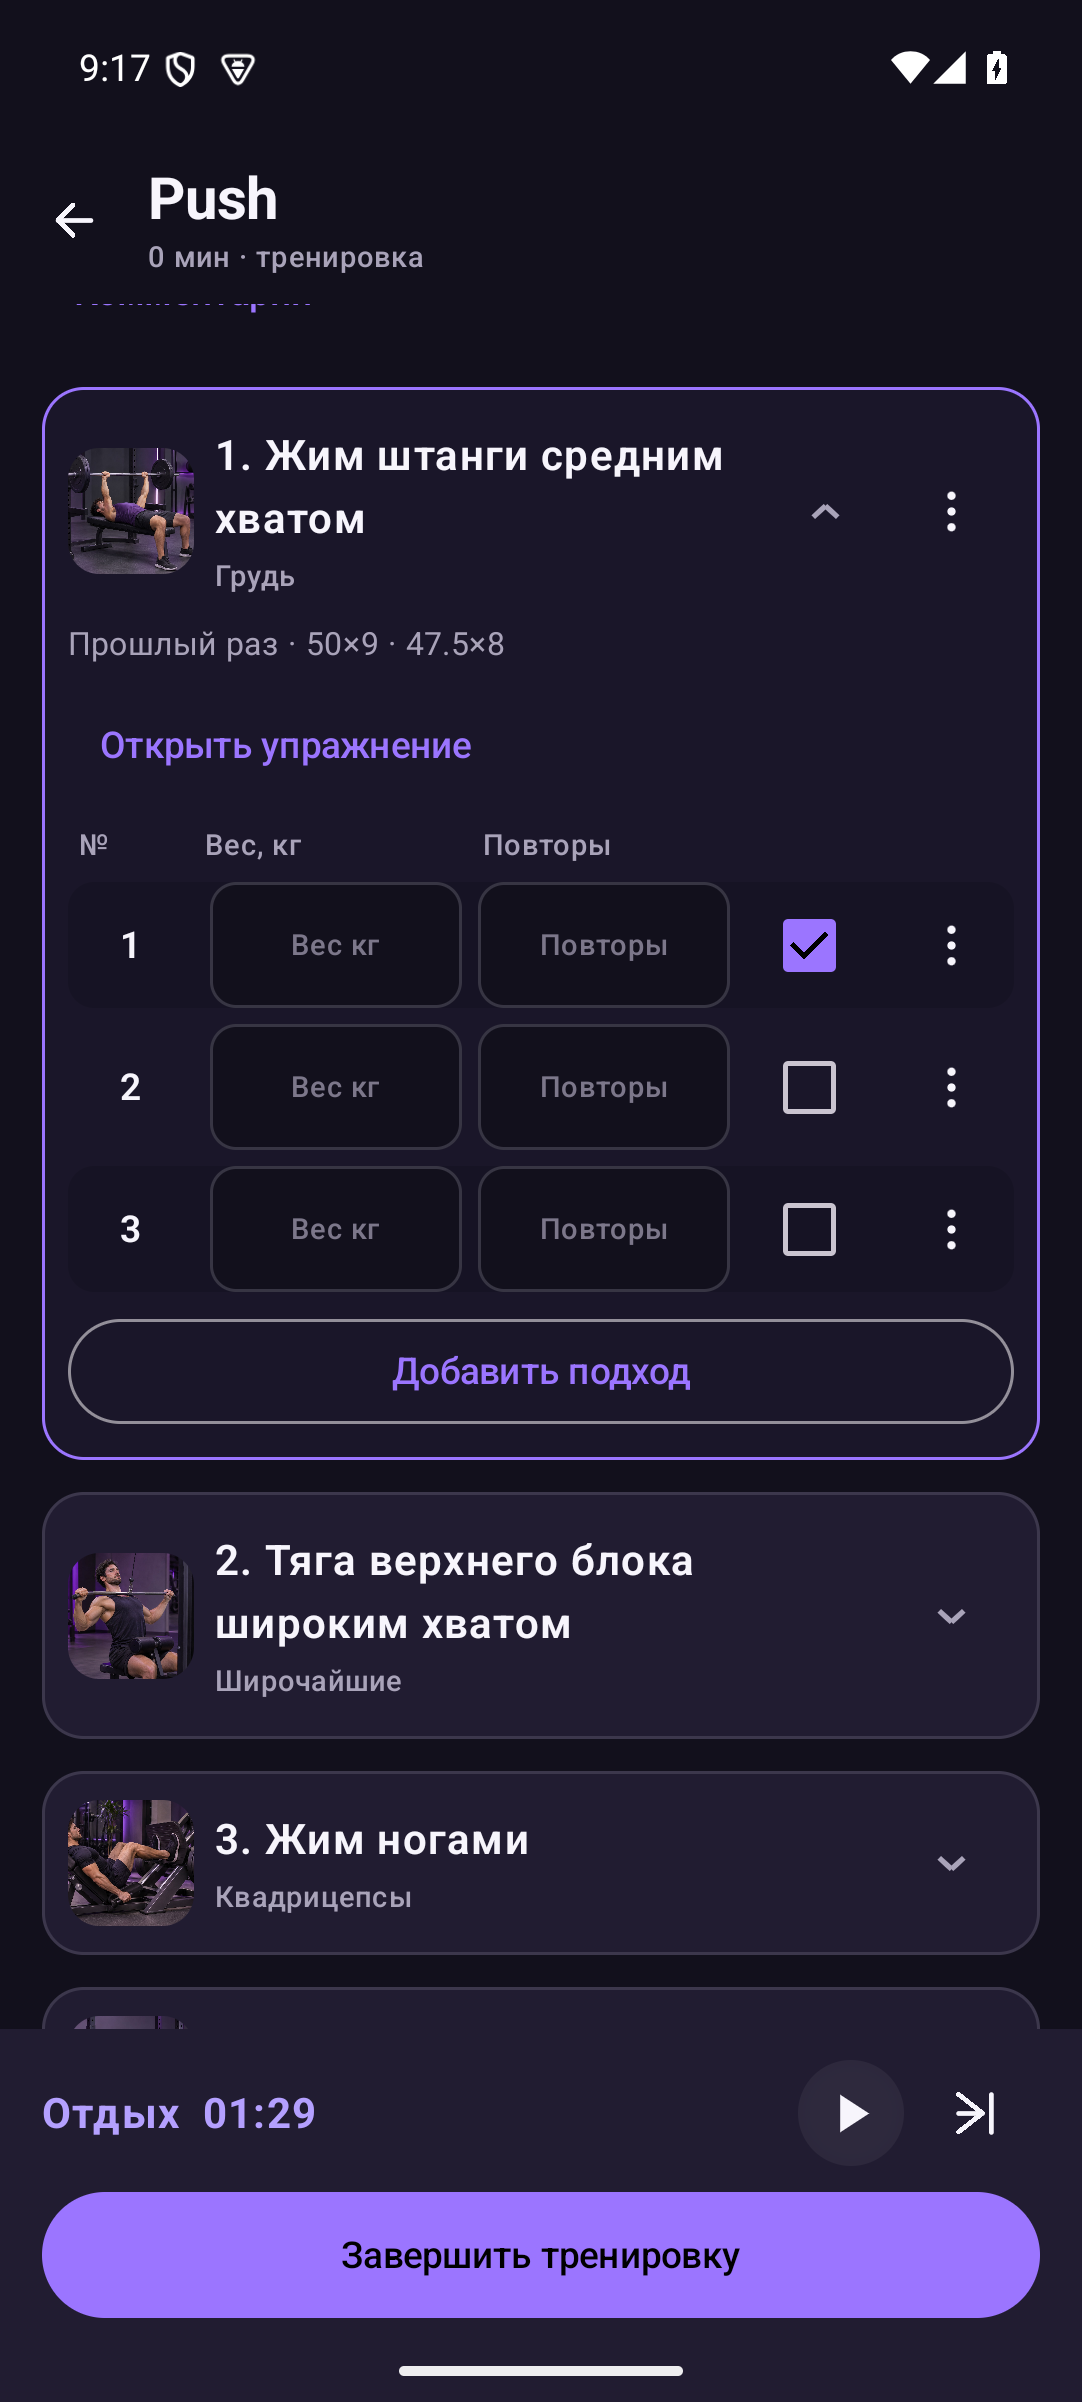 9:17
Push
0 мин · тренировка
1. Жим штанги средним
хватом
Грудь
Прошлый раз · 50×9 · 47.5×8
Открыть упражнение
№ Вес, кг Повторы
1 Вес кг Повторы
2 Вес кг Повторы
3 Вес кг Повторы
Добавить подход
2. Тяга верхнего блока
широким хватом
Широчайшие
3. Жим ногами
Квадрицепсы
Отдых 01:29
Завершить тренировку